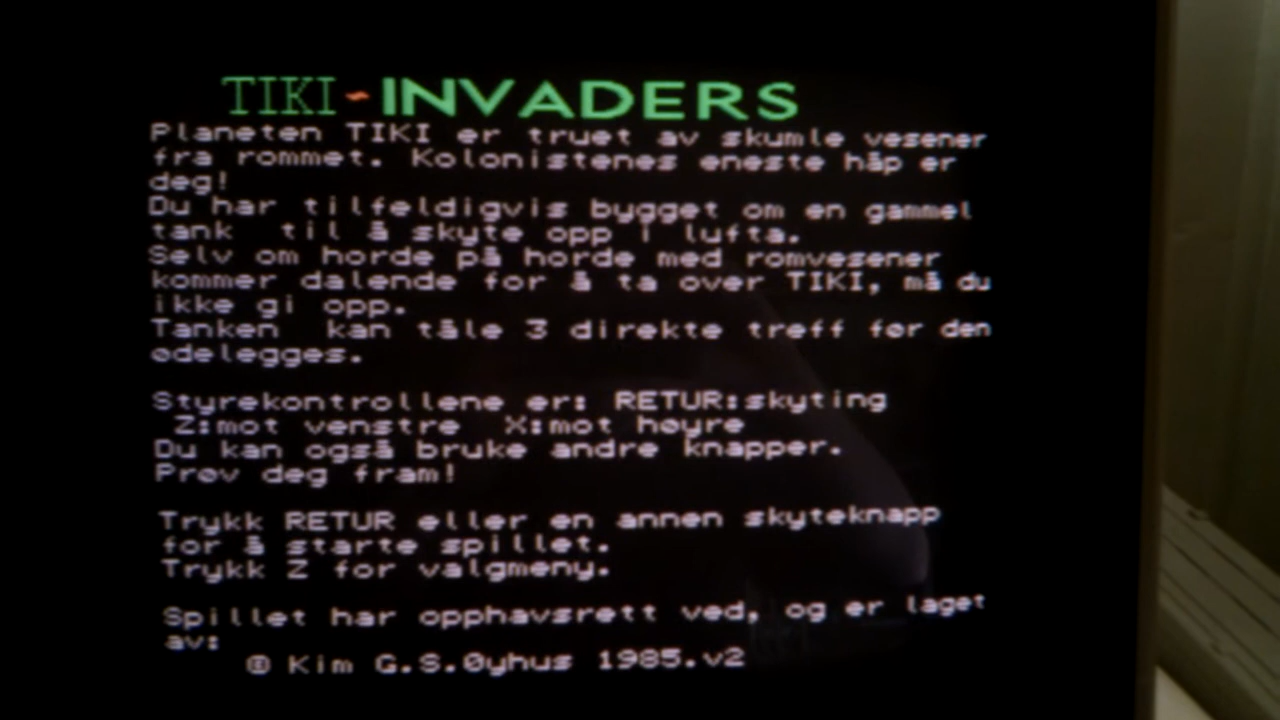 TIKI-INVADERS
Planeten TIKI er truet av skumle vesener
fra rommet. Kolonistenes eneste håp er
deg!
Du har tilfeldigvis bygget om en gammel
tank  til å skyte opp i lufta.
Selv om horde på horde med romvesener
kommer dalende for å ta over TIKI, må du
ikke gi opp.
Tanken  kan tåle 3 direkte treff før den
ødelegges.
Styrekontrollene er: RETUR:skyting
Z:mot venstre  X:mot høyre
Du kan også bruke andre knapper.
Prøv deg fram!
Trykk RETUR eller en annen skyteknapp
for å starte spillet.
Trykk Z for valgmeny.
Spillet har opphavsrett ved, og er laget
av:
© Kim G.S.Øyhus 1985.v2